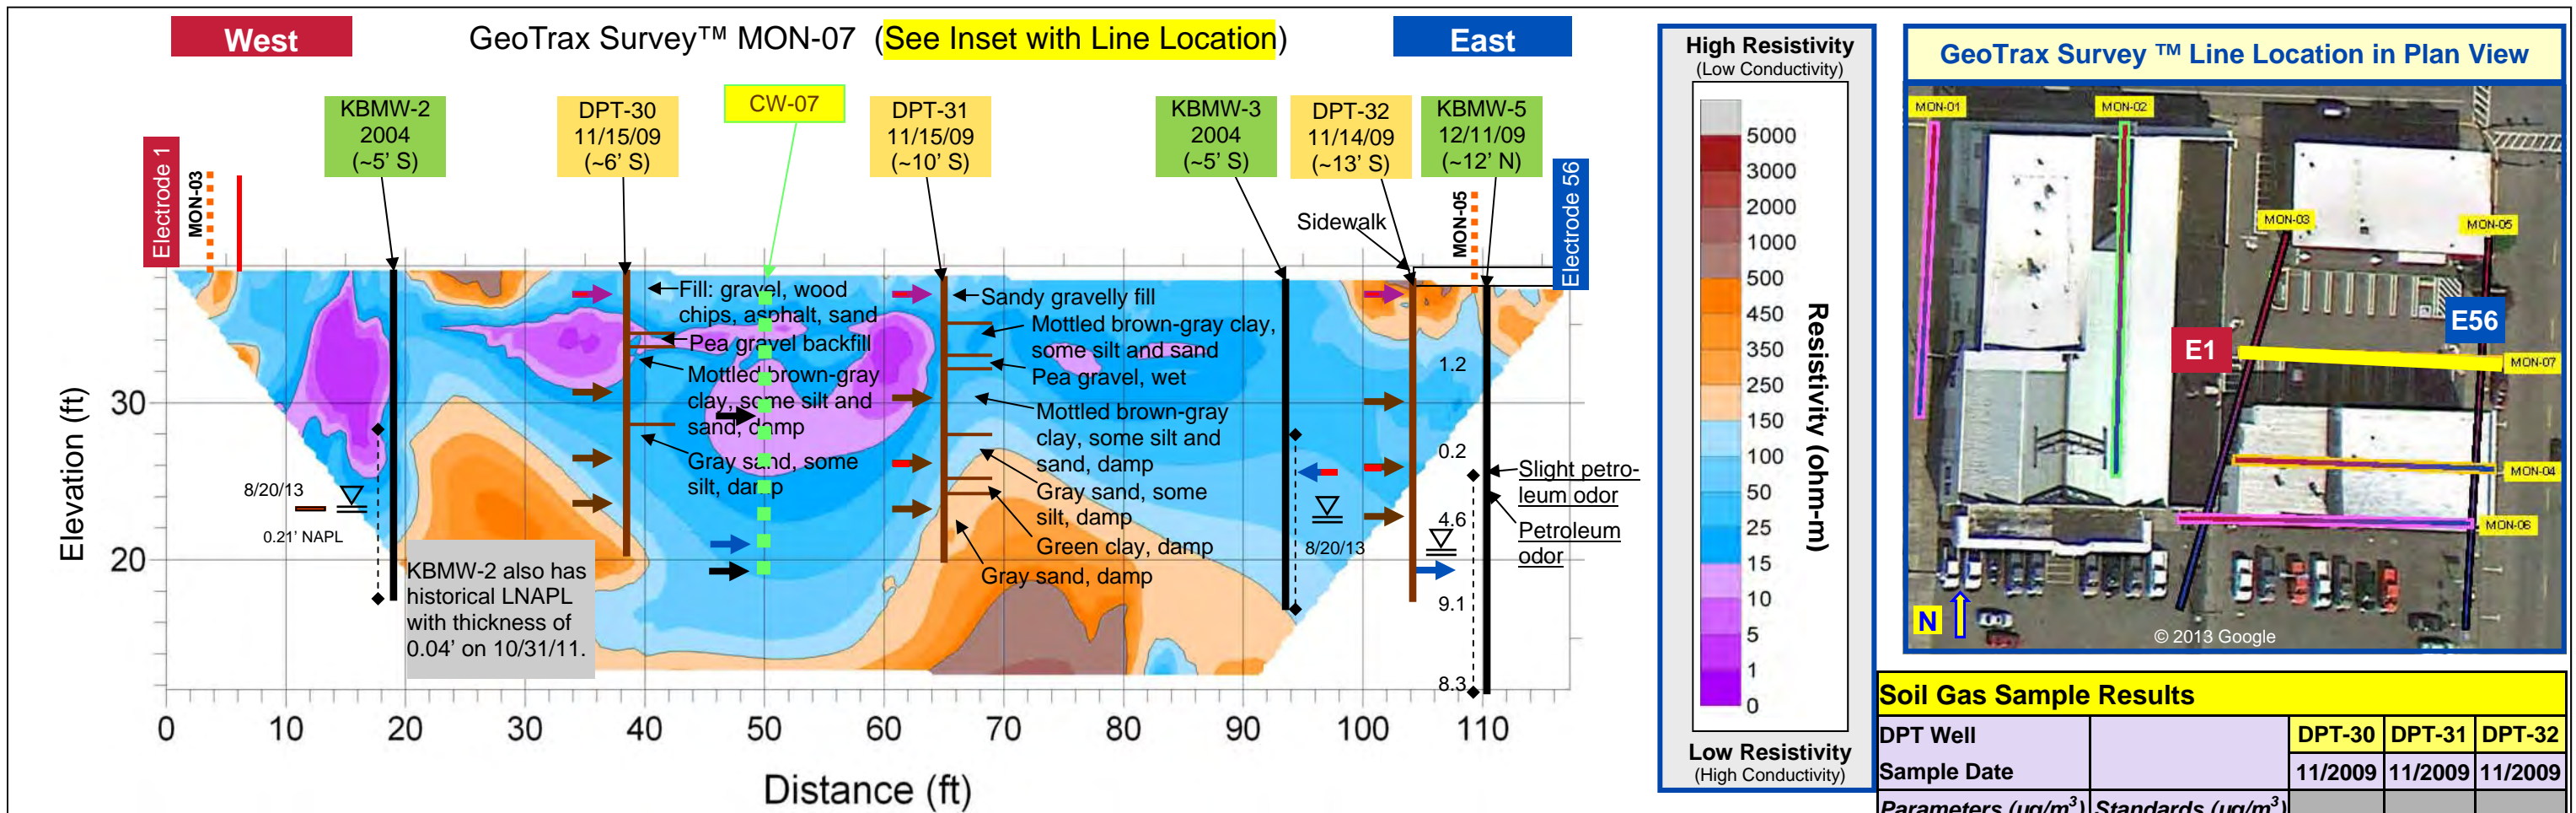 West
GeoTrax Survey™ MON-07 (See Inset with Line Location)
East
Electrode 1
MON-03
KBMW-2
2004
(~5' S)
DPT-30
11/15/09
(~6' S)
CW-07
DPT-31
11/15/09
(~10' S)
KBMW-3
2004
(~5' S)
DPT-32
11/14/09
(~13' S)
KBMW-5
12/11/09
(~12' N)
Sidewalk
MON-05
Electrode 56
Fill: gravel, wood
chips, asphalt, sand
Pea gravel backfill
Mottled brown-gray
clay, some silt and
sand, damp
Gray sand, some
silt, damp
Sandy gravelly fill
Mottled brown-gray clay,
some silt and sand
Pea gravel, wet
Mottled brown-gray
clay, some silt and
sand, damp
Gray sand, some
silt, damp
Green clay, damp
Gray sand, damp
1.2
0.2
4.6
9.1
8.3
Slight petro-
leum odor
Petroleum
odor
8/20/13
8/20/13
0.21' NAPL
KBMW-2 also has
historical LNAPL
with thickness of
0.04' on 10/31/11.
Elevation (ft)
30
20
0 10 20 30 40 50 60 70 80 90 100 110
Distance (ft)
High Resistivity
(Low Conductivity)
5000
3000
2000
1000
500
450
350
250
150
100
50
25
15
10
5
1
0
Resistivity (ohm-m)
Low Resistivity
(High Conductivity)
GeoTrax Survey ™ Line Location in Plan View
MON-01
MON-02
MON-03
MON-05
E1
E56
MON-07
MON-04
MON-06
N
© 2013 Google
Soil Gas Sample Results
DPT Well DPT-30 DPT-31 DPT-32
Sample Date 11/2009 11/2009 11/2009
Parameters (ug/m³) Standards (ug/m³)